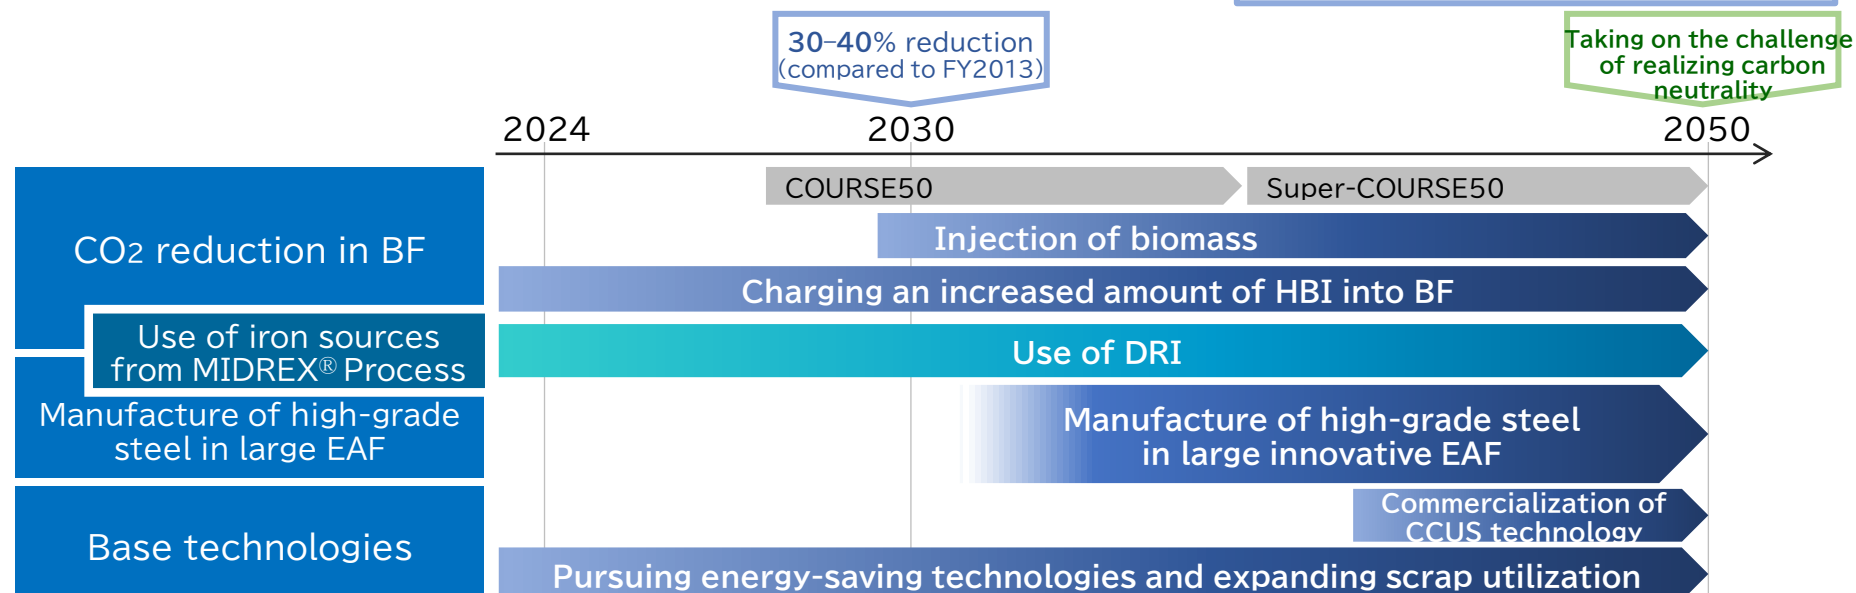 30–40% reduction
(compared to FY2013)
Taking on the challenge
of realizing carbon
neutrality
2024
2030
2050
CO2 reduction in BF
COURSE50
Super-COURSE50
Injection of biomass
Charging an increased amount of HBI into BF
Use of iron sources
from MIDREX® Process
Use of DRI
Manufacture of high-grade
steel in large EAF
Manufacture of high-grade steel
in large innovative EAF
Base technologies
Commercialization of
CCUS technology
Pursuing energy-saving technologies and expanding scrap utilization